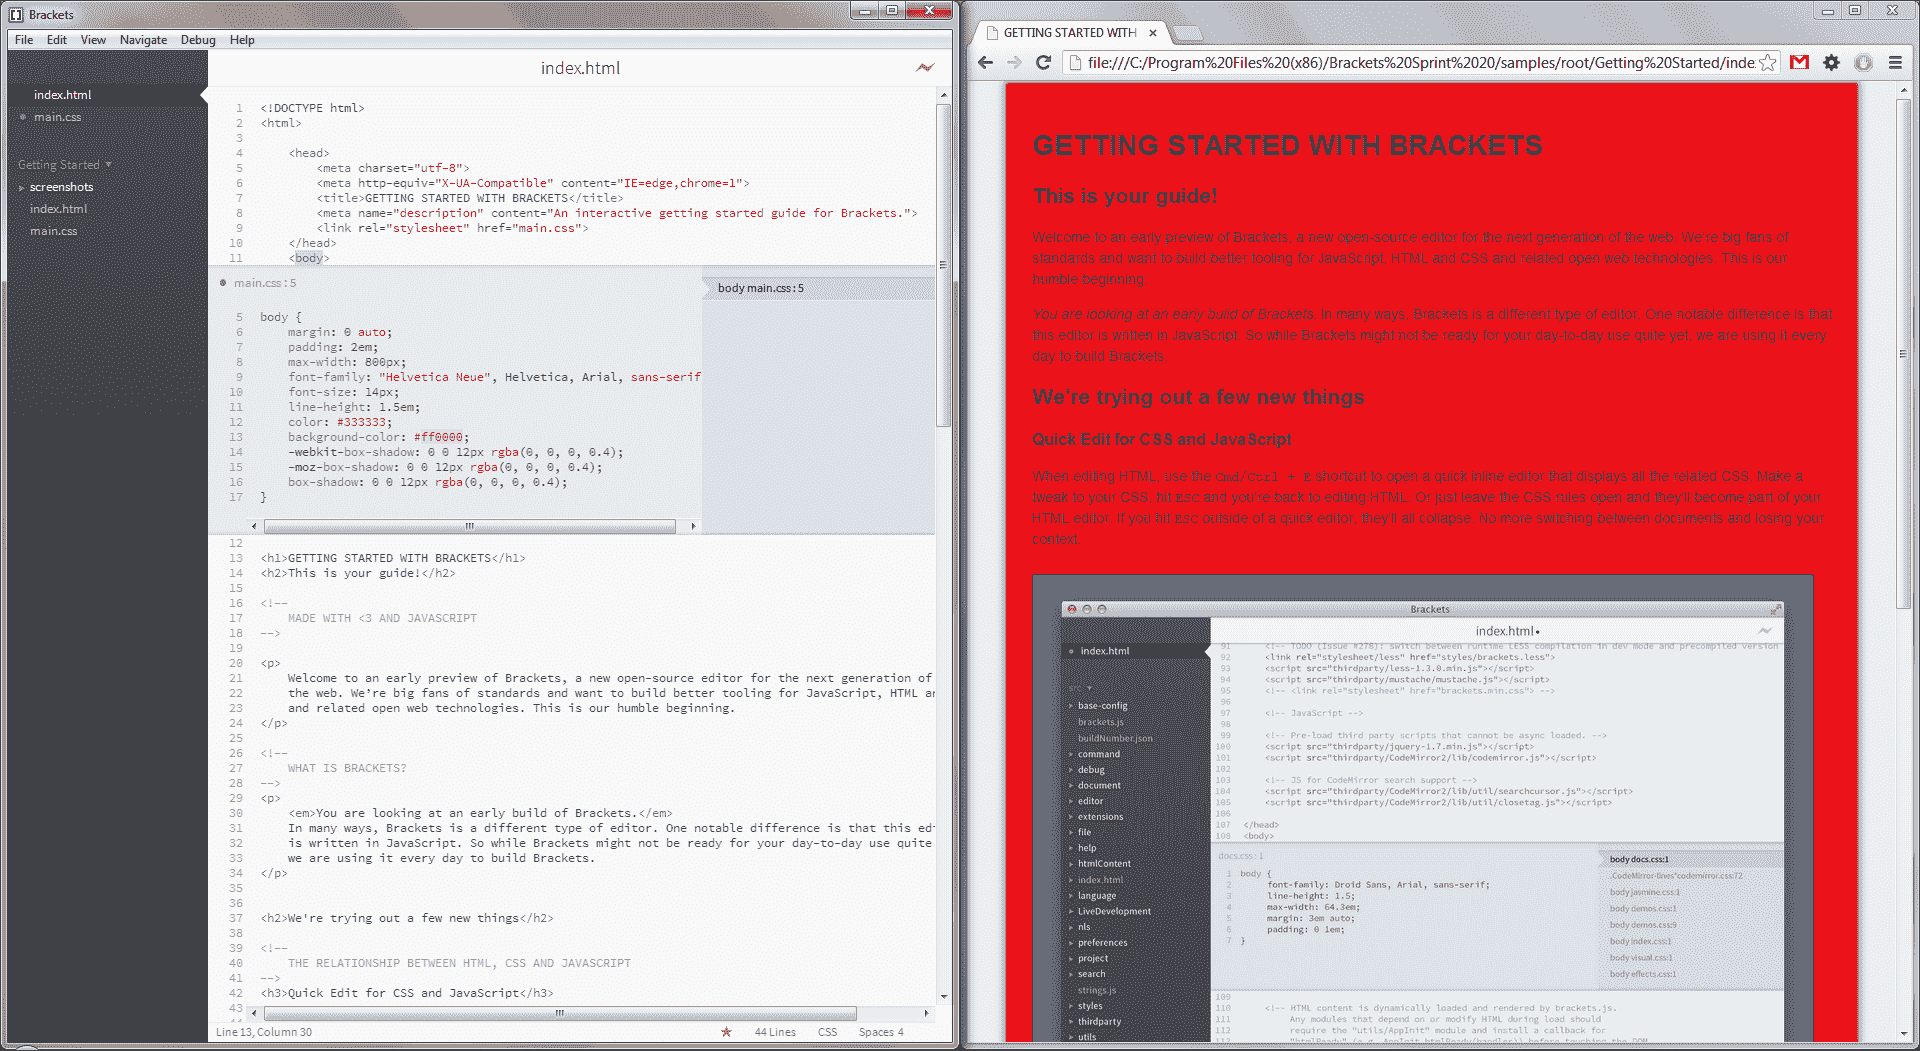 Brackets
File Edit View Navigate Debug Help
index.html
main.css
Getting Started
screenshots
index.html
main.css
index.html
1 <!DOCTYPE html>
2 <html>
3
4 <head>
5 <meta charset="utf-8">
6 <meta http-equiv="X-UA-Compatible" content="IE=edge,chrome=1">
7 <title>GETTING STARTED WITH BRACKETS</title>
8 <meta name="description" content="An interactive getting started guide for Brackets.">
9 <link rel="stylesheet" href="main.css">
10 </head>
11 <body>
main.css : 5
body main.css : 5
5 body {
6 margin: 0 auto;
7 padding: 2em;
8 max-width: 800px;
9 font-family: "Helvetica Neue", Helvetica, Arial, sans-serif
10 font-size: 14px;
11 line-height: 1.5em;
12 color: #333333;
13 background-color: #ff0000;
14 -webkit-box-shadow: 0 0 12px rgba(0, 0, 0, 0.4);
15 -moz-box-shadow: 0 0 12px rgba(0, 0, 0, 0.4);
16 box-shadow: 0 0 12px rgba(0, 0, 0, 0.4);
17 }
12
13 <h1>GETTING STARTED WITH BRACKETS</h1>
14 <h2>This is your guide!</h2>
15
16 <!--
17 MADE WITH <3 AND JAVASCRIPT
18 -->
19
20 <p>
21 Welcome to an early preview of Brackets, a new open-source editor for the next generation of
22 the web. We're big fans of standards and want to build better tooling for JavaScript, HTML an
23 and related open web technologies. This is our humble beginning.
24 </p>
25
26 <!--
27 WHAT IS BRACKETS?
28 -->
29 <p>
30 <em>You are looking at an early build of Brackets.</em>
31 In many ways, Brackets is a different type of editor. One notable difference is that this edi
32 is written in JavaScript. So while Brackets might not be ready for your day-to-day use quite
33 we are using it every day to build Brackets.
34 </p>
35
36
37 <h2>We're trying out a few new things</h2>
38
39 <!--
40 THE RELATIONSHIP BETWEEN HTML, CSS AND JAVASCRIPT
41 -->
42 <h3>Quick Edit for CSS and JavaScript</h3>
43
Line 13, Column 30
44 Lines CSS Spaces 4
GETTING STARTED WITH
file:///C:/Program%20Files%20(x86)/Brackets%20Sprint%2020/samples/root/Getting%20Started/inde
GETTING STARTED WITH BRACKETS
This is your guide!
Welcome to an early preview of Brackets, a new open-source editor for the next generation of the web. We're big fans of
standards and want to build better tooling for JavaScript, HTML and CSS and related open web technologies. This is our
humble beginning.
You are looking at an early build of Brackets. In many ways, Brackets is a different type of editor. One notable difference is that
this editor is written in JavaScript. So while Brackets might not be ready for your day-to-day use quite yet, we are using it every
day to build Brackets.
We're trying out a few new things
Quick Edit for CSS and JavaScript
When editing HTML, use the Cmd/Ctrl + E shortcut to open a quick inline editor that displays all the related CSS. Make a
tweak to your CSS, hit ESC and you're back to editing HTML. Or just leave the CSS rules open and they'll become part of your
HTML editor. If you hit ESC outside of a quick editor, they'll all collapse. No more switching between documents and losing your
context.
Brackets
index.html
src
base-config
brackets.js
buildNumber.json
command
debug
document
editor
extensions
file
help
htmlContent
index.html
language
LiveDevelopment
nls
preferences
project
search
strings.js
styles
thirdparty
utils
index.html•
91 <!-- TODO (Issue #278): switch between runtime LESS compilation in dev mode and precompiled version
92 <link rel="stylesheet/less" href="styles/brackets.less">
93 <script src="thirdparty/less-1.3.0.min.js"></script>
94 <script src="thirdparty/mustache/mustache.js"></script>
95 <!-- <link rel="stylesheet" href="brackets.min.css"> -->
96
97 <!-- JavaScript -->
98
99 <!-- Pre-load third party scripts that cannot be async loaded. -->
100 <script src="thirdparty/jquery-1.7.min.js"></script>
101 <script src="thirdparty/CodeMirror2/lib/codemirror.js"></script>
102
103 <!-- JS for CodeMirror search support -->
104 <script src="thirdparty/CodeMirror2/lib/util/searchcursor.js"></script>
105 <script src="thirdparty/CodeMirror2/lib/util/closetag.js"></script>
106
107 </head>
108 <body>
docs.css : 1
1 body {
2 font-family: Droid Sans, Arial, sans-serif;
3 line-height: 1.5;
4 max-width: 64.3em;
5 margin: 3em auto;
6 padding: 0 1em;
7 }
body docs.css:1
.CodeMirror-lines*codemirror.css:72
body jasmine.css:1
body demos.css:1
body demos.css:9
body index.css:1
body visual.css:1
body effects.css:1
109
110 <!-- HTML content is dynamically loaded and rendered by brackets.js.
111 Any modules that depend on or modify HTML during load should
112 require the "utils/AppInit" module and install a callback for